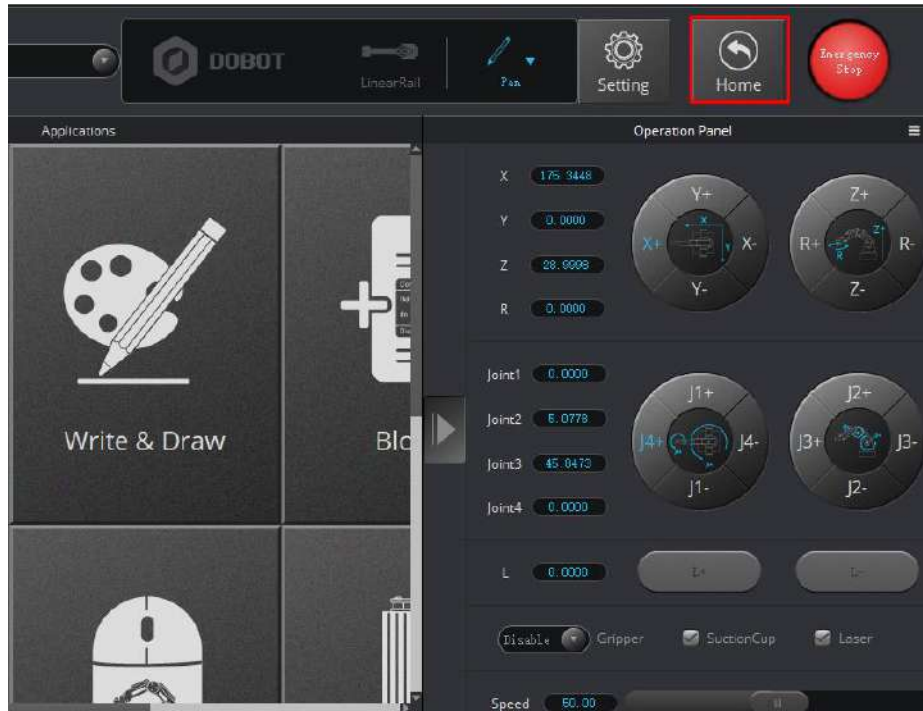 DOBOT
LinearRail
Pen
Setting
Home
Emergency
Stop
Applications
Operation Panel
Write & Draw
Blo
X 175.3448
Y 0.0000
Z 28.9998
R 0.0000
Y+
X+
X
Y
X-
Y-
Z+
R+
Z
R
R-
Z-
Joint1 0.0000
Joint2 5.0778
Joint3 45.8473
Joint4 0.0000
J1+
J4+
J4-
J1-
J2+
J3+
J3-
J2-
L 0.0000
L+
L-
Disable
Gripper
SuctionCup
Laser
Speed 50.00